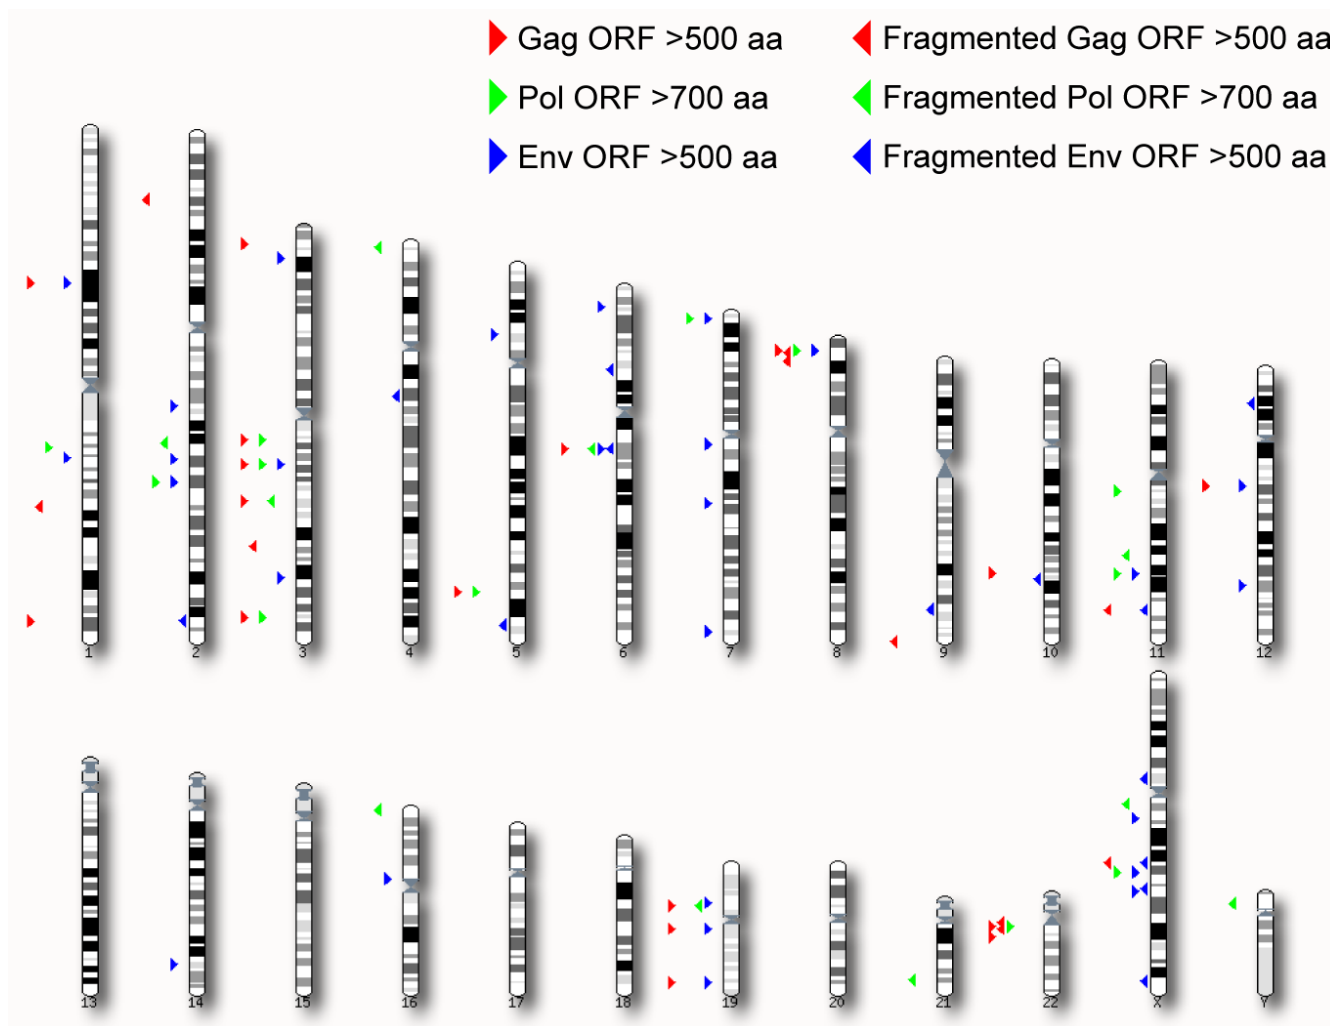 Gag ORF >500 aa Fragmented Gag ORF >500 aa
Pol ORF >700 aa Fragmented Pol ORF >700 aa
Env ORF >500 aa Fragmented Env ORF >500 aa
1 2 3 4 5 6 7 8 9 10 11 12
13 14 15 16 17 18 19 20 21 22 X Y